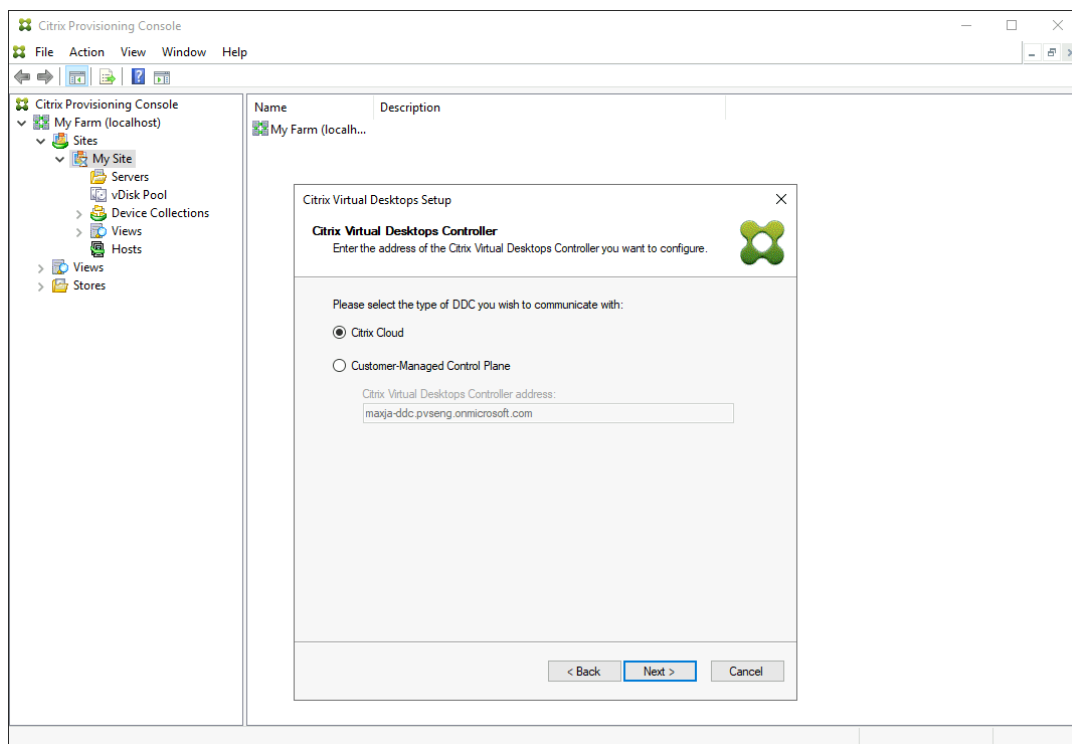 Citrix Provisioning Console
File Action View Window Help
Citrix Provisioning Console
My Farm (localhost)
Sites
My Site
Servers
vDisk Pool
Device Collections
Views
Hosts
Views
Stores
Name Description
My Farm (localh...
Citrix Virtual Desktops Setup
Citrix Virtual Desktops Controller
Enter the address of the Citrix Virtual Desktops Controller you want to configure.
Please select the type of DDC you wish to communicate with:
Citrix Cloud
Customer-Managed Control Plane
Citrix Virtual Desktops Controller address:
maxja-ddc.pvseng.onmicrosoft.com
< Back Next > Cancel